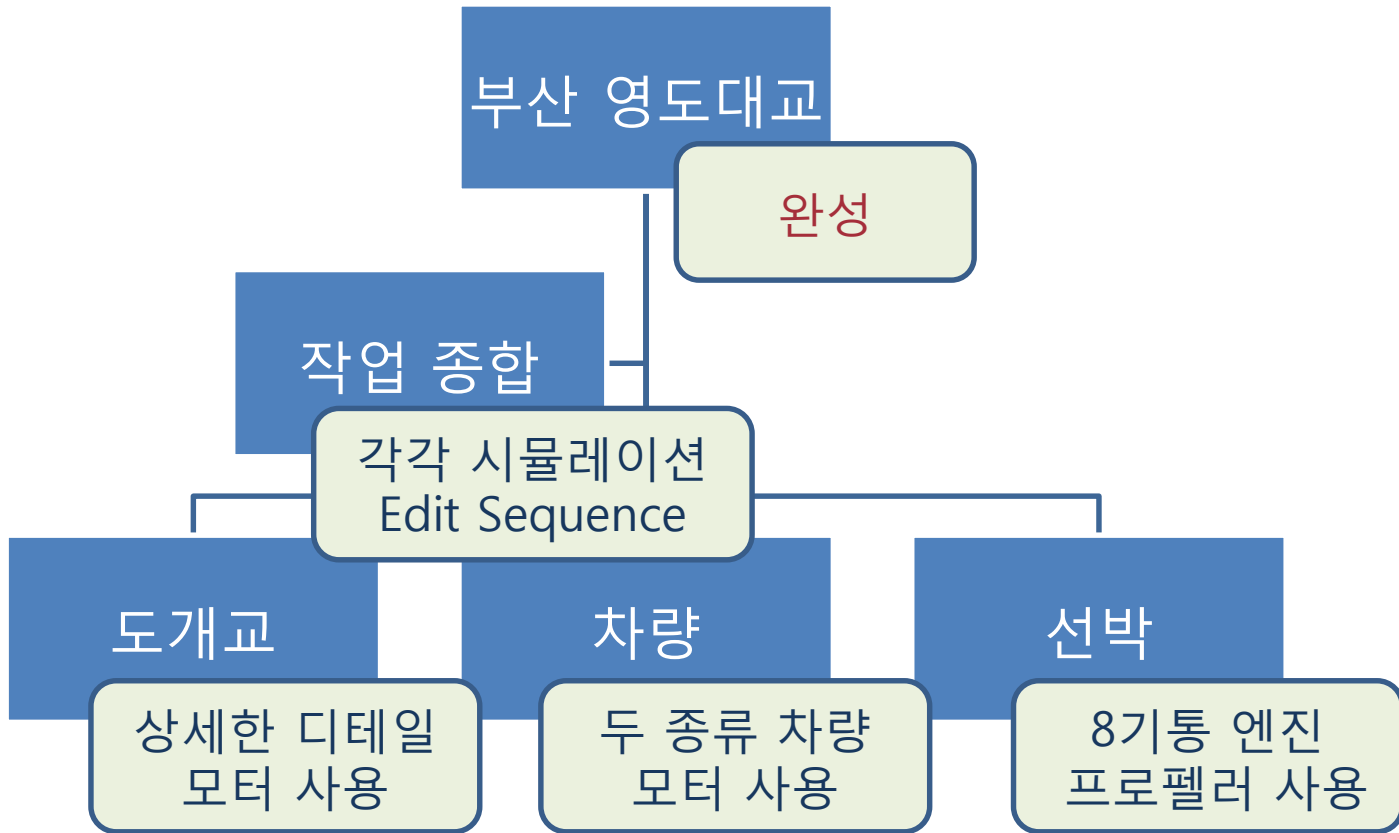 부산 영도대교
완성
작업 종합
각각 시뮬레이션
Edit Sequence
도개교
상세한 디테일
모터 사용
차량
두 종류 차량
모터 사용
선박
8기통 엔진
프로펠러 사용